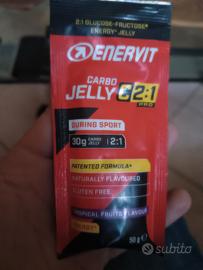 2:1 GLUCOSE-FRUCTOSE*
ENERGY* JELLY
ENERVIT
CARBO
JELLY C2:1
PRO
DURING SPORT
30g CARBO JELLY 2:1
PATENTED FORMULA*
NATURALLY FLAVOURED
GLUTEN FREE
TROPICAL FRUITS FLAVOUR
50 g
subito